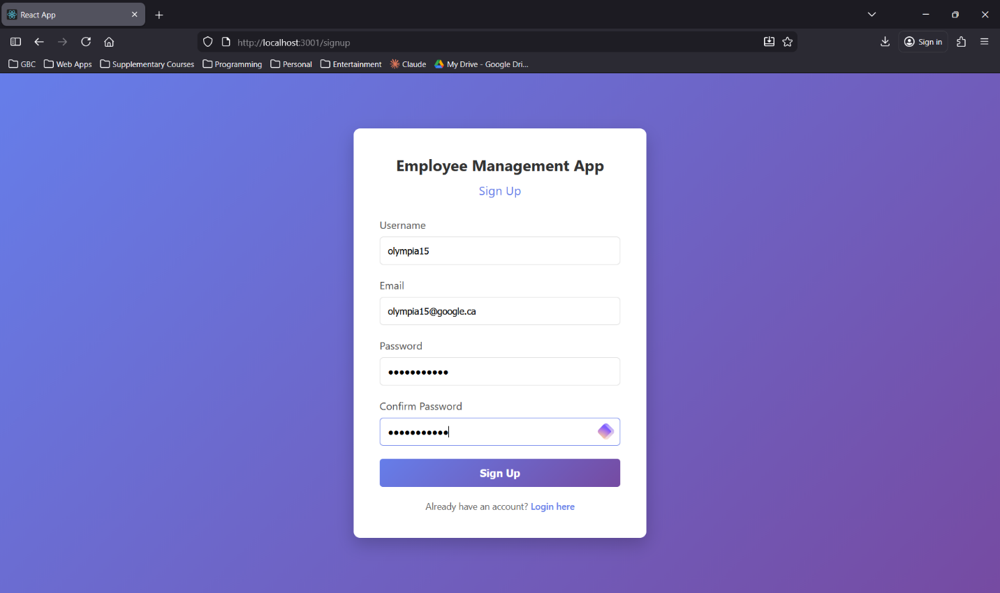 React App
http://localhost:3001/signup
Sign in
GBC Web Apps Supplementary Courses Programming Personal Entertainment Claude My Drive - Google Dri...
Employee Management App
Sign Up
Username
olympia15
Email
olympia15@google.ca
Password
•••••••••••
Confirm Password
•••••••••••
Sign Up
Already have an account? Login here